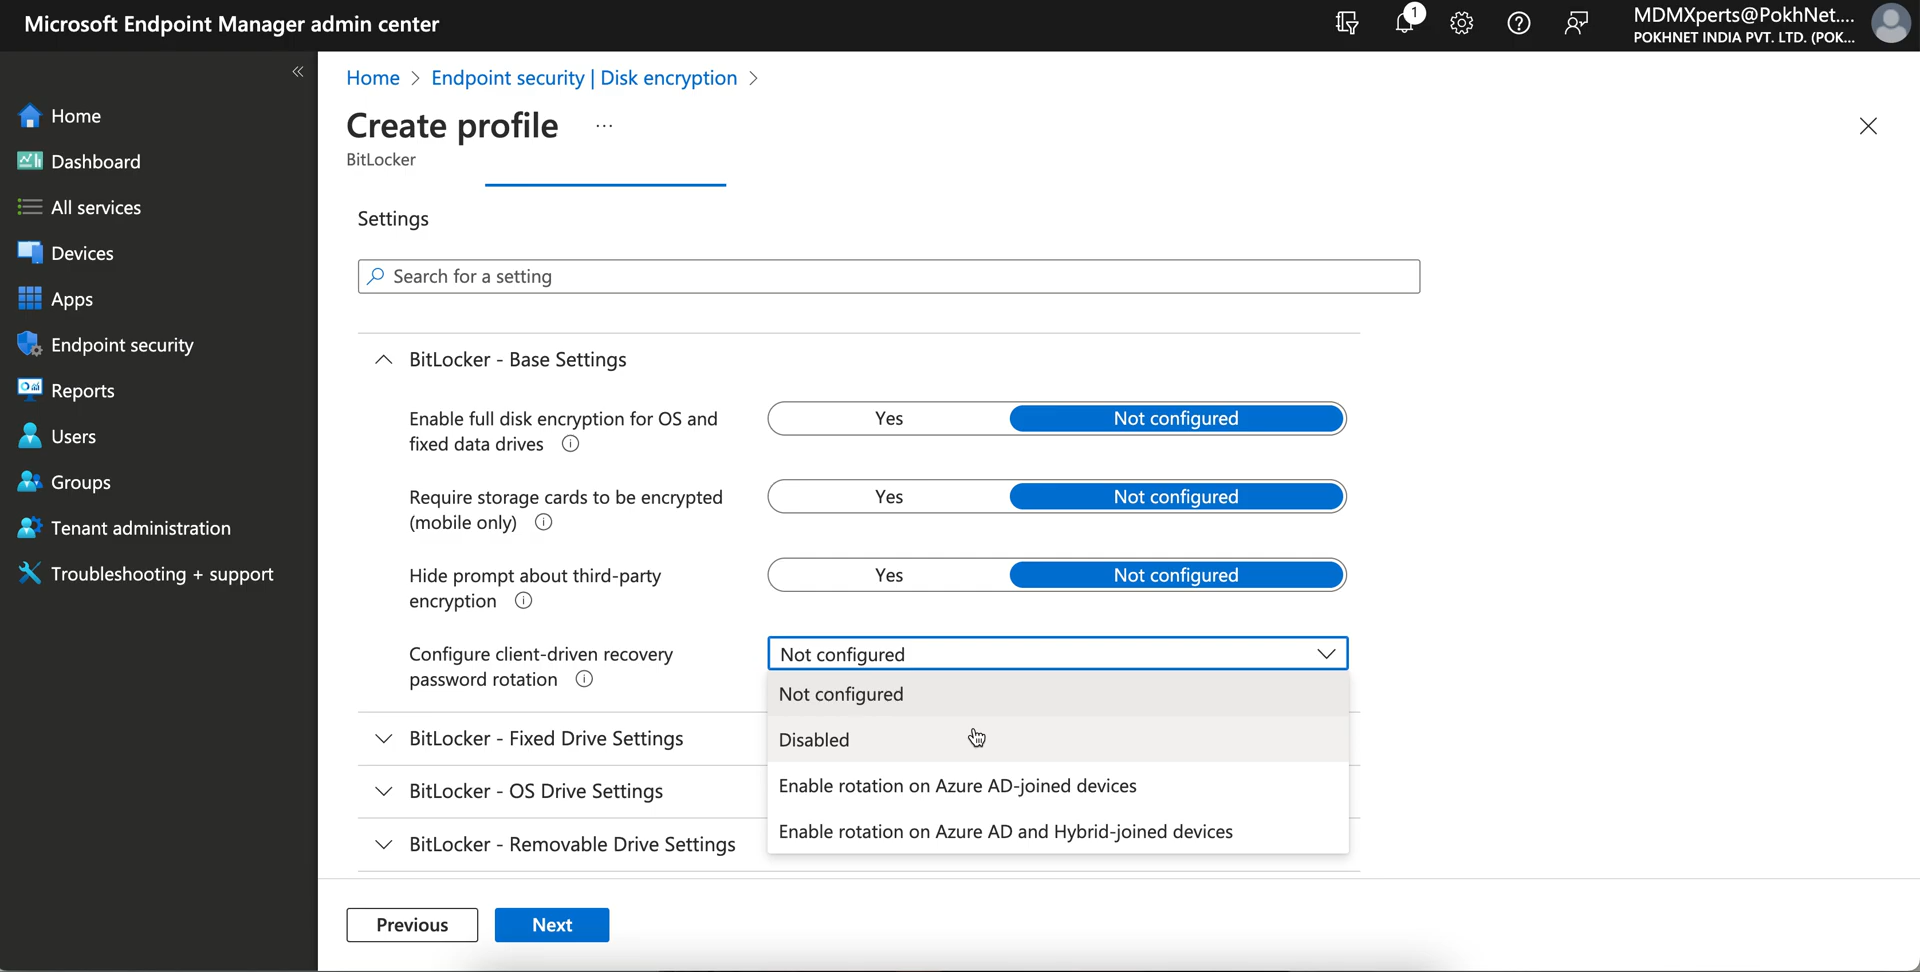 Microsoft Endpoint Manager admin center
1
MDMXperts@PokhNet....
POKHNET INDIA PVT. LTD. (POK...
«
Home
Dashboard
All services
Devices
Apps
Endpoint security
Reports
Users
Groups
Tenant administration
Troubleshooting + support
Home > Endpoint security | Disk encryption >
Create profile ...
BitLocker
Settings
Search for a setting
BitLocker - Base Settings
Enable full disk encryption for OS and
fixed data drives
Yes
Not configured
Require storage cards to be encrypted
(mobile only)
Yes
Not configured
Hide prompt about third-party
encryption
Yes
Not configured
Configure client-driven recovery
password rotation
Not configured
Not configured
Disabled
Enable rotation on Azure AD-joined devices
Enable rotation on Azure AD and Hybrid-joined devices
BitLocker - Fixed Drive Settings
BitLocker - OS Drive Settings
BitLocker - Removable Drive Settings
Previous
Next